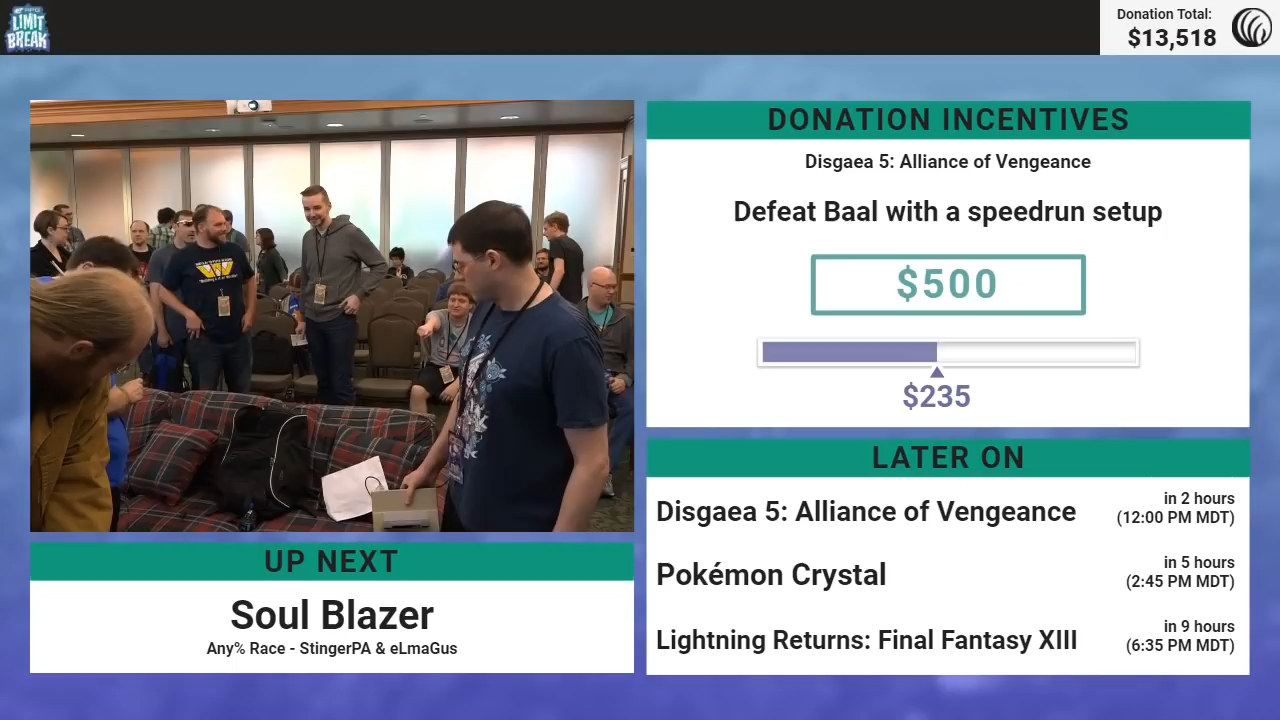 LIMIT
BREAK
Donation Total:
$13,518
DONATION INCENTIVES
Disgaea 5: Alliance of Vengeance
Defeat Baal with a speedrun setup
$500
$235
UP NEXT
Soul Blazer
Any% Race - StingerPA & eLmaGus
LATER ON
Disgaea 5: Alliance of Vengeance
in 2 hours
(12:00 PM MDT)
Pokémon Crystal
in 5 hours
(2:45 PM MDT)
Lightning Returns: Final Fantasy XIII
in 9 hours
(6:35 PM MDT)